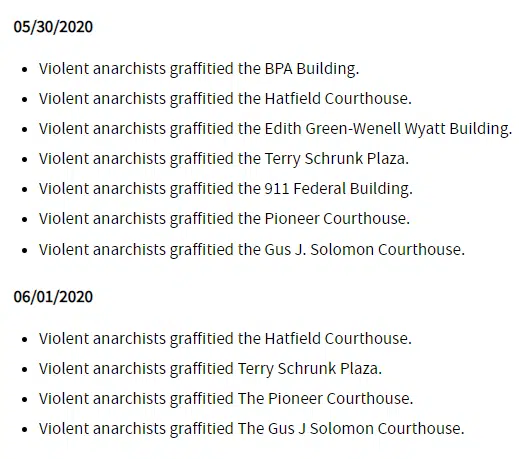 05/30/2020
• Violent anarchists graffitied the BPA Building.
• Violent anarchists graffitied the Hatfield Courthouse.
• Violent anarchists graffitied the Edith Green-Wenell Wyatt Building.
• Violent anarchists graffitied the Terry Schrunk Plaza.
• Violent anarchists graffitied the 911 Federal Building.
• Violent anarchists graffitied the Pioneer Courthouse.
• Violent anarchists graffitied the Gus J. Solomon Courthouse.
06/01/2020
• Violent anarchists graffitied the Hatfield Courthouse.
• Violent anarchists graffitied Terry Schrunk Plaza.
• Violent anarchists graffitied The Pioneer Courthouse.
• Violent anarchists graffitied The Gus J Solomon Courthouse.